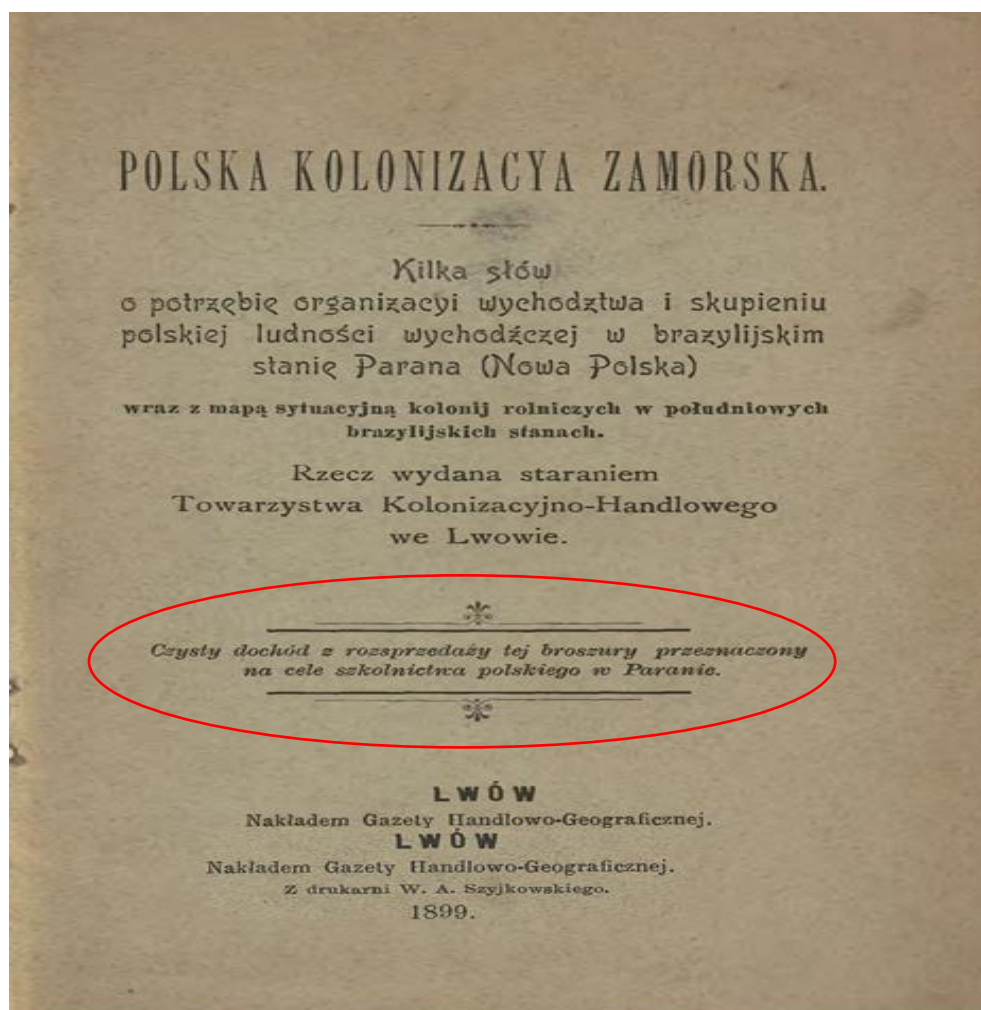 POLSKA KOLONIZACYA ZAMORSKA.
Kilka słów
o potrzebie organizacyi wychodztwa i skupieniu
polskiej ludności wychodźczej w brazylijskim
stanie Parana (Nowa Polska)
wraz z mapą sytuacyjną kolonij rolniczych w południowych
brazylijskich stanach.
Rzecz wydana staraniem
Towarzystwa Kolonizacyjno-Handlowego
we Lwowie.
Czysty dochód z rozsprzedaży tej broszury przeznaczony
na cele szkolnictwa polskiego w Paranie.
LWÓW
Nakładem Gazety Handlowo-Geograficznej.
LWÓW
Nakładem Gazety Handlowo-Geograficznej.
Z drukarni W. A. Szyjkowskiego.
1899.